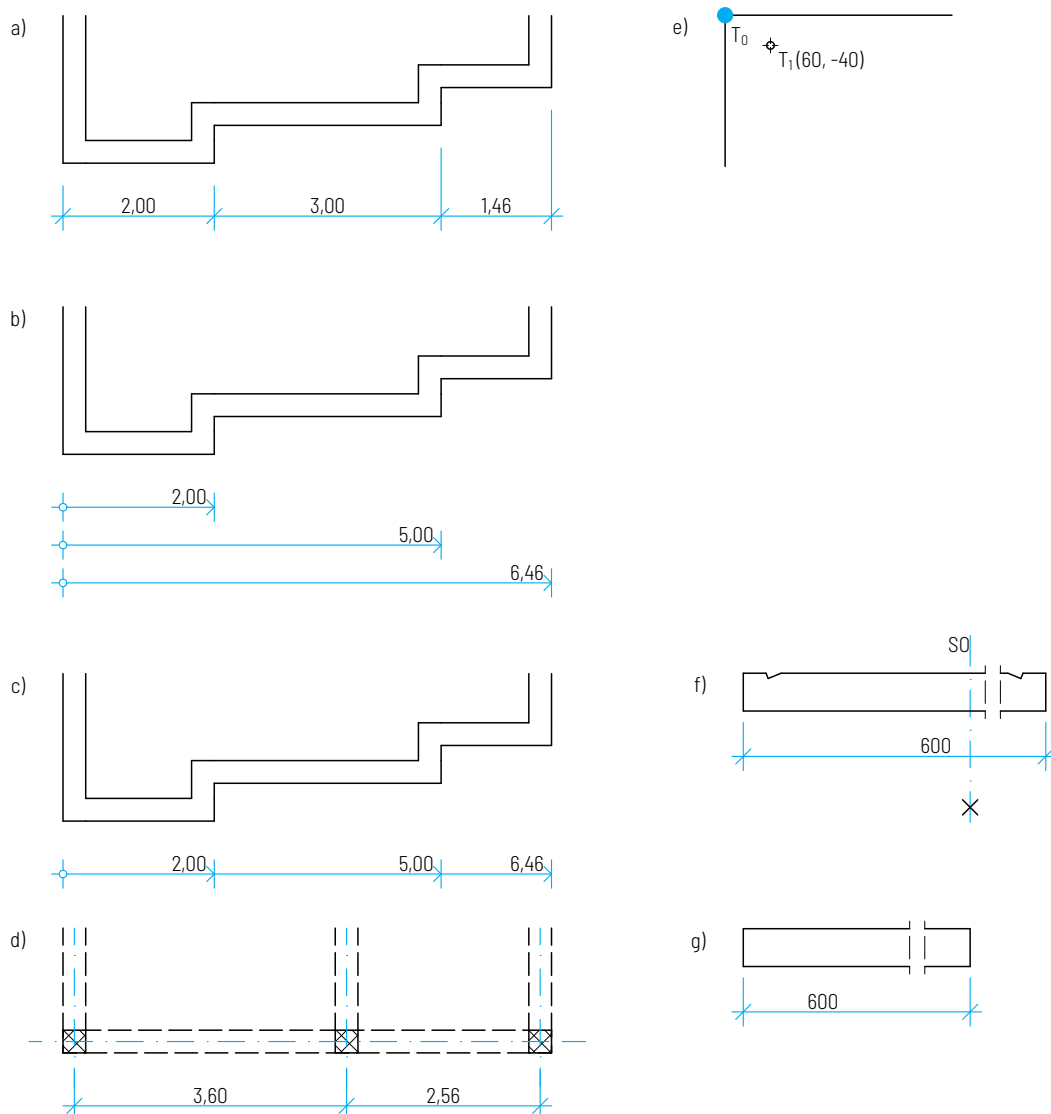 a)
2,00 3,00 1,46
b)
2,00
5,00
6,46
c)
2,00 5,00 6,46
d)
3,60 2,56
e)
T₀
T₁(60, -40)
f)
SO
600
g)
600